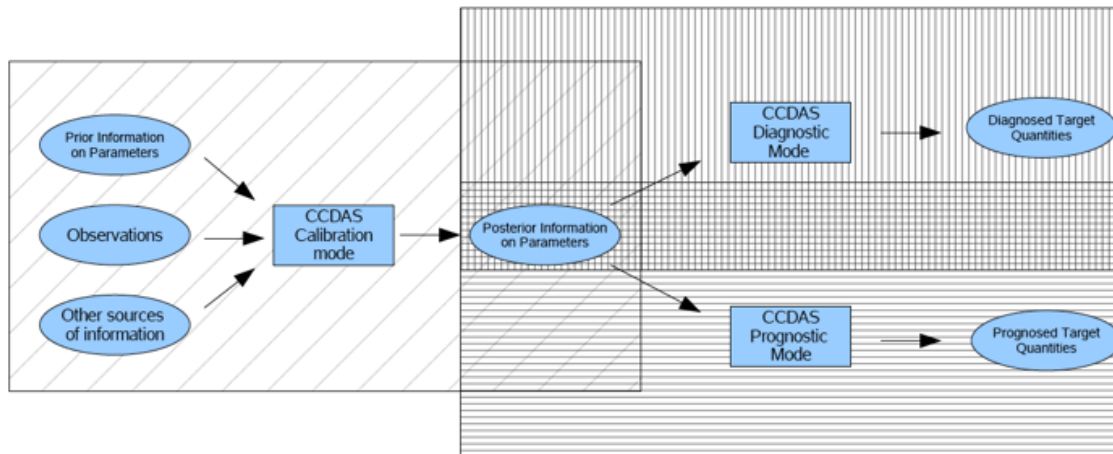 Prior Information
on Parameters
Observations
Other sources
of information
CCDAS
Calibration
mode
Posterior Information
on Parameters
CCDAS
Diagnostic
Mode
Diagnosed Target
Quantities
CCDAS
Prognostic
Mode
Prognosed Target
Quantities